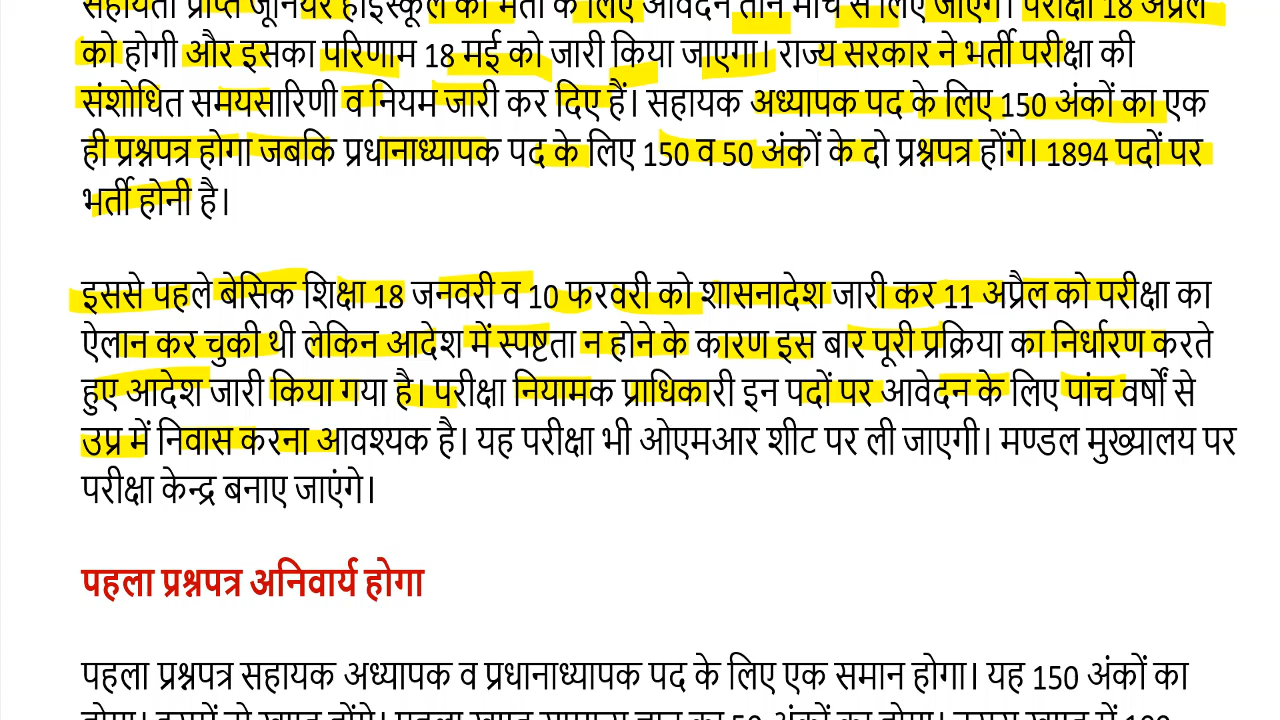 सहायता प्राप्त जूनियर हाईस्कूल की भर्ती के लिए आवेदन तीन मार्च से लिए जाएंगे। परीक्षा 18 अप्रैल
को होगी और इसका परिणाम 18 मई को जारी किया जाएगा। राज्य सरकार ने भर्ती परीक्षा की
संशोधित समयसारिणी व नियम जारी कर दिए हैं। सहायक अध्यापक पद के लिए 150 अंकों का एक
ही प्रश्नपत्र होगा जबकि प्रधानाध्यापक पद के लिए 150 व 50 अंकों के दो प्रश्नपत्र होंगे। 1894 पदों पर
भर्ती होनी है।
इससे पहले बेसिक शिक्षा 18 जनवरी व 10 फरवरी को शासनादेश जारी कर 11 अप्रैल को परीक्षा का
ऐलान कर चुकी थी लेकिन आदेश में स्पष्टता न होने के कारण इस बार पूरी प्रक्रिया का निर्धारण करते
हुए आदेश जारी किया गया है। परीक्षा नियामक प्राधिकारी इन पदों पर आवेदन के लिए पांच वर्षों से
उप्र में निवास करना आवश्यक है। यह परीक्षा भी ओएमआर शीट पर ली जाएगी। मण्डल मुख्यालय पर
परीक्षा केन्द्र बनाए जाएंगे।
पहला प्रश्नपत्र अनिवार्य होगा
पहला प्रश्नपत्र सहायक अध्यापक व प्रधानाध्यापक पद के लिए एक समान होगा। यह 150 अंकों का